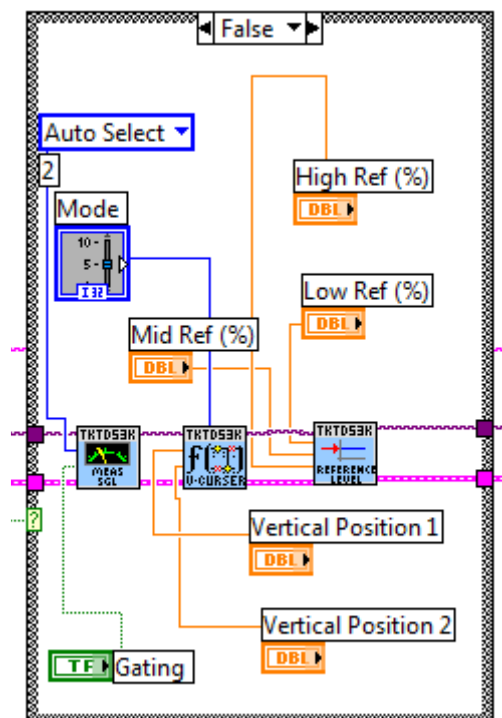 False
Auto Select
2
Mode
10
5
I32
High Ref (%)
DBL
Low Ref (%)
DBL
Mid Ref (%)
DBL
TKTDS3K
MEAS
SGL
TKTDS3K
f(
V-CURSER
TKTDS3K
REFERENCE
LEVEL
?
Vertical Position 1
DBL
Vertical Position 2
DBL
TF
Gating